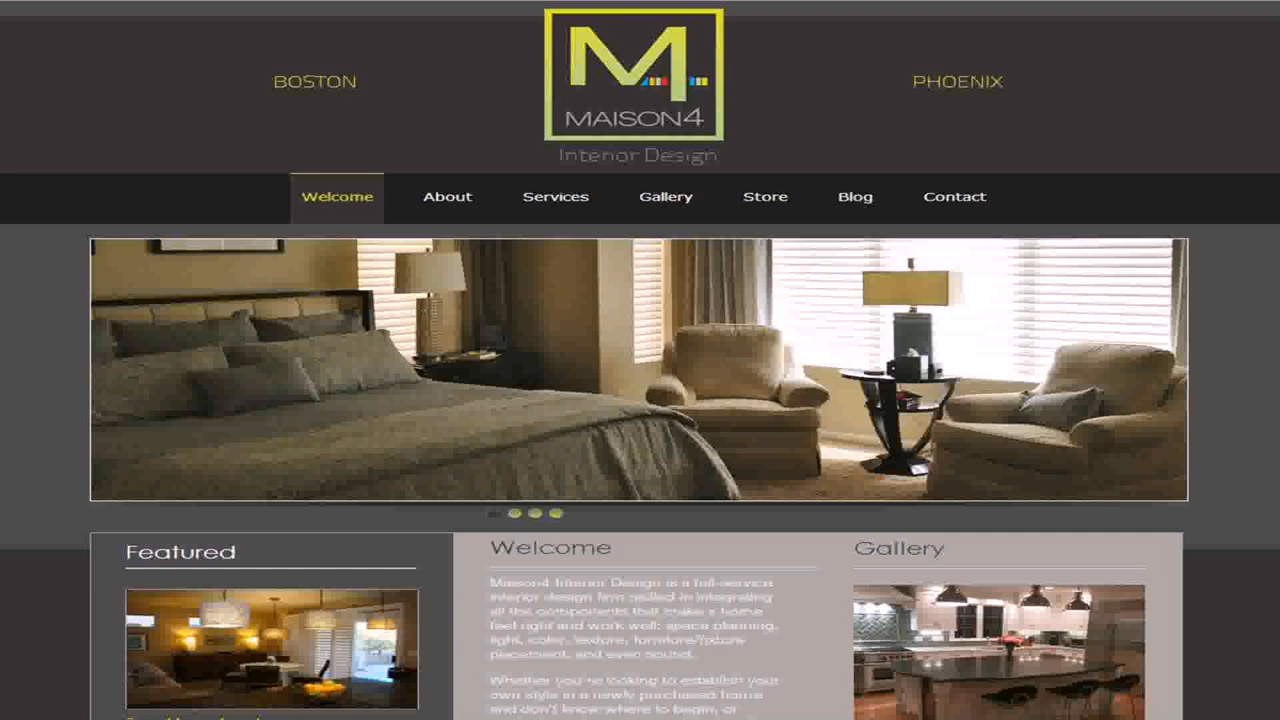 BOSTON
M4
MAISON4
Interior Design
PHOENIX
Welcome
About
Services
Gallery
Store
Blog
Contact
Featured
Welcome
Maison4 Interior Design is a full-service
interior design firm skilled in integrating
all the components that make a home
feel right and work well: space planning,
light, color, texture, furniture/fixture
placement, and even sound.
Whether you're looking to establish your
own style in a newly purchased home
and don't know where to begin, or
Gallery